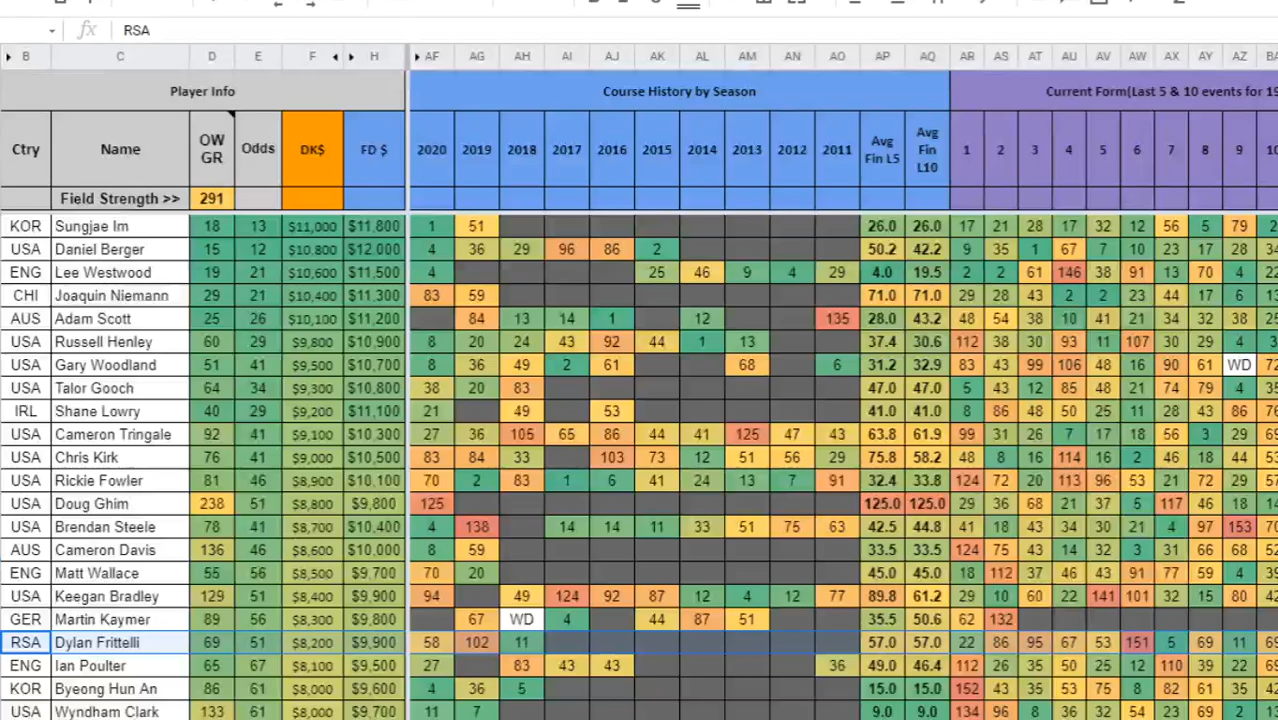 fx RSA
B C D E F H AF AG AH AI AJ AK AL AM AN AO AP AQ AR AS AT AU AV AW AX AY AZ BA
Player Info Course History by Season Current Form(Last 5 & 10 events for 19
Ctry Name OW GR Odds DK$ FD $ 2020 2019 2018 2017 2016 2015 2014 2013 2012 2011 Avg Fin L5 Avg Fin L10 1 2 3 4 5 6 7 8 9 10
Field Strength >> 291
KOR Sungjae Im 18 13 $11,000 $11,800 1 51 26.0 26.0 17 21 28 17 32 12 56 5 79
USA Daniel Berger 15 12 $10,800 $12,000 4 36 29 96 86 2 50.2 42.2 9 35 1 67 7 10 23 17 28
ENG Lee Westwood 19 21 $10,600 $11,500 4 25 46 9 4 29 4.0 19.5 2 2 61 146 38 91 13 70 4
CHI Joaquin Niemann 29 21 $10,400 $11,300 83 59 71.0 71.0 29 28 43 2 2 23 44 17 6
AUS Adam Scott 25 26 $10,100 $11,200 84 13 14 1 12 135 28.0 43.2 48 54 38 10 41 21 34 32 38
USA Russell Henley 60 29 $9,800 $10,900 8 20 24 43 92 44 1 13 37.4 30.6 112 38 30 93 11 107 30 29 4
USA Gary Woodland 51 41 $9,500 $10,700 8 36 49 2 61 68 6 31.2 32.9 83 43 99 106 48 16 90 61 WD
USA Talor Gooch 64 34 $9,300 $10,800 38 20 83 47.0 47.0 5 43 12 85 48 21 74 79 4
IRL Shane Lowry 40 29 $9,200 $11,100 21 49 53 41.0 41.0 8 86 48 50 25 11 28 43 86
USA Cameron Tringale 92 41 $9,100 $10,300 27 36 105 65 86 44 41 125 47 43 63.8 61.9 99 31 26 7 17 18 56 3 29
USA Chris Kirk 76 41 $9,000 $10,500 83 84 33 103 73 12 51 56 29 75.8 58.2 48 8 16 114 16 2 46 18 44
USA Rickie Fowler 81 46 $8,900 $10,100 70 2 83 1 6 41 24 13 7 91 32.4 33.8 124 72 20 113 96 53 21 72 29
USA Doug Ghim 238 51 $8,800 $9,800 125 125.0 125.0 29 36 68 21 37 5 117 46 18
USA Brendan Steele 78 41 $8,700 $10,400 4 138 14 14 11 33 51 75 63 42.5 44.8 41 18 43 34 30 21 4 97 153
AUS Cameron Davis 136 46 $8,600 $10,000 8 59 33.5 33.5 124 75 43 14 32 3 31 66 68
ENG Matt Wallace 55 56 $8,500 $9,700 70 20 45.0 45.0 18 112 37 46 43 91 77 59 4
USA Keegan Bradley 129 51 $8,400 $9,900 94 49 124 92 87 12 4 12 77 89.8 61.2 29 10 60 22 141 101 32 15 80
GER Martin Kaymer 89 56 $8,300 $9,800 67 WD 4 44 87 51 35.5 50.6 62 132
RSA Dylan Frittelli 69 51 $8,200 $9,900 58 102 11 57.0 57.0 22 86 95 67 53 151 5 69 11
ENG Ian Poulter 65 67 $8,100 $9,500 27 83 43 43 36 49.0 46.4 112 26 35 50 25 12 110 39 22
KOR Byeong Hun An 86 61 $8,000 $9,600 4 36 5 15.0 15.0 152 43 35 53 75 8 82 61 35
USA Wyndham Clark 133 61 $8,000 $9,700 11 7 9.0 9.0 134 96 8 36 32 54 23 69 2